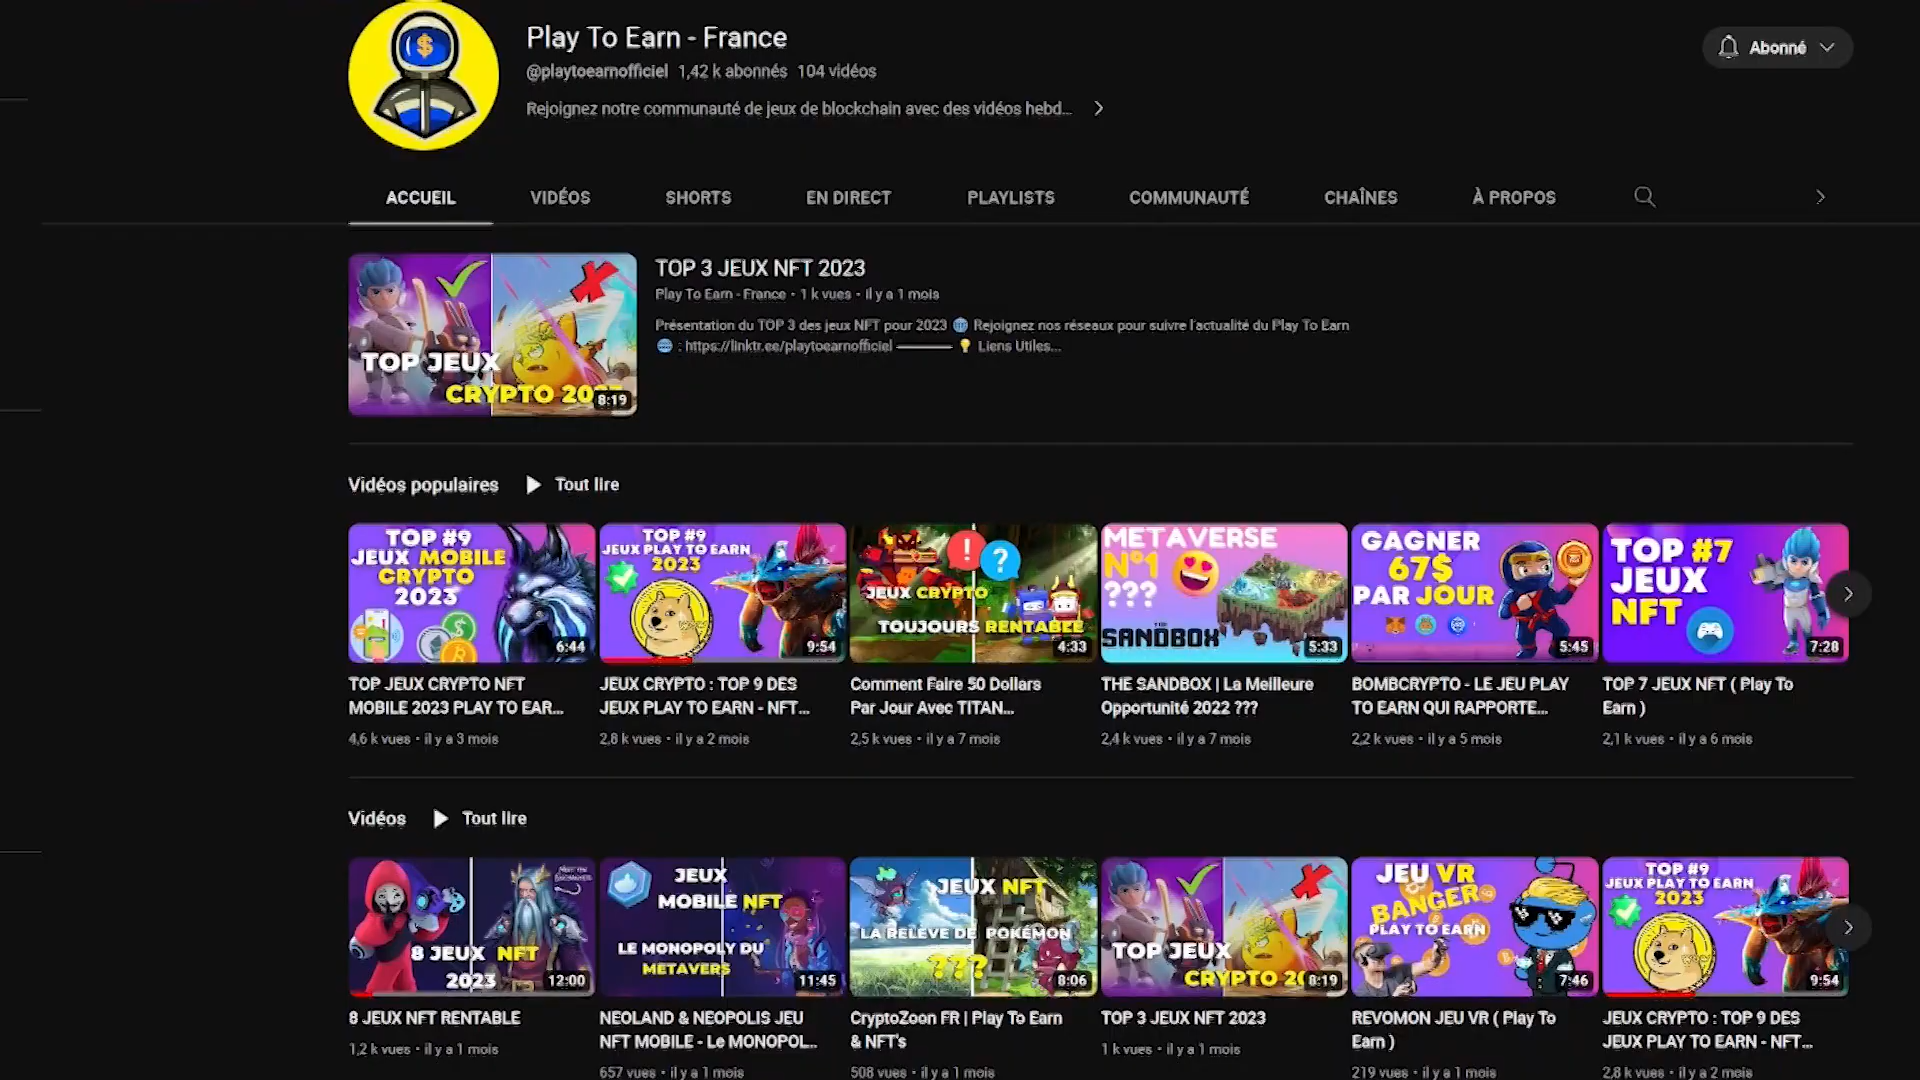 Play To Earn - France
@playtoearnofficiel 1,42 k abonnés 104 vidéos
Rejoignez notre communauté de jeux de blockchain avec des vidéos hebd...
Abonné
ACCUEIL VIDÉOS SHORTS EN DIRECT PLAYLISTS COMMUNAUTÉ CHAÎNES À PROPOS
TOP JEUX
CRYPTO 20
8:19
TOP 3 JEUX NFT 2023
Play To Earn - France • 1 k vues • il y a 1 mois
Présentation du TOP 3 des jeux NFT pour 2023 🌐 Rejoignez nos réseaux pour suivre l'actualité du Play To Earn
🌐 : https://linktr.ee/playtoearnofficiel ———— 💡 Liens Utiles...
Vidéos populaires Tout lire
TOP #9
JEUX MOBILE
CRYPTO
2023
6:44
TOP #9
JEUX PLAY TO EARN
2023
WOW
9:54
JEUX CRYPTO
TOUJOURS RENTABLE
4:33
METAVERSE
N°1
???
SANDBOX
5:33
GAGNER
67$
PAR JOUR
5:45
TOP #7
JEUX
NFT
7:28
TOP JEUX CRYPTO NFT
MOBILE 2023 PLAY TO EAR...
4,6 k vues • il y a 3 mois
JEUX CRYPTO : TOP 9 DES
JEUX PLAY TO EARN - NFT...
2,8 k vues • il y a 2 mois
Comment Faire 50 Dollars
Par Jour Avec TITAN...
2,5 k vues • il y a 7 mois
THE SANDBOX | La Meilleure
Opportunité 2022 ???
2,4 k vues • il y a 7 mois
BOMBCRYPTO - LE JEU PLAY
TO EARN QUI RAPPORTE...
2,2 k vues • il y a 5 mois
TOP 7 JEUX NFT ( Play To
Earn )
2,1 k vues • il y a 6 mois
Vidéos Tout lire
8 JEUX NFT
2023
12:00
JEUX
MOBILE NFT
LE MONOPOLY DU
METAVERS
11:45
JEUX NFT
LA RELÈVE DE POKÉMON
???
8:06
TOP JEUX
CRYPTO 20
8:19
JEU VR
BANGER
PLAY TO EARN
7:46
TOP #9
JEUX PLAY TO EARN
2023
9:54
8 JEUX NFT RENTABLE
1,2 k vues • il y a 1 mois
NEOLAND & NEOPOLIS JEU
NFT MOBILE - Le MONOPOL...
657 vues • il y a 1 mois
CryptoZoon FR | Play To Earn
& NFT's
508 vues • il y a 1 mois
TOP 3 JEUX NFT 2023
1 k vues • il y a 1 mois
REVOMON JEU VR ( Play To
Earn )
219 vues • il y a 1 mois
JEUX CRYPTO : TOP 9 DES
JEUX PLAY TO EARN - NFT...
2,8 k vues • il y a 2 mois